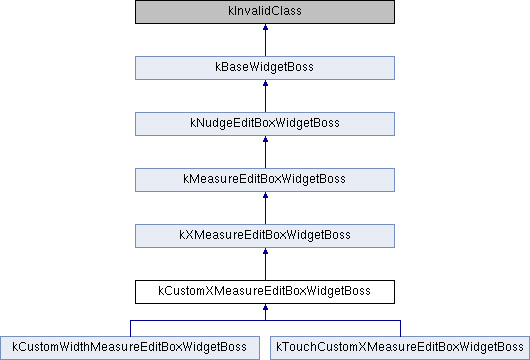 kInvalidClass
kBaseWidgetBoss
kNudgeEditBoxWidgetBoss
kMeasureEditBoxWidgetBoss
kXMeasureEditBoxWidgetBoss
kCustomXMeasureEditBoxWidgetBoss
kCustomWidthMeasureEditBoxWidgetBoss
kTouchCustomXMeasureEditBoxWidgetBoss